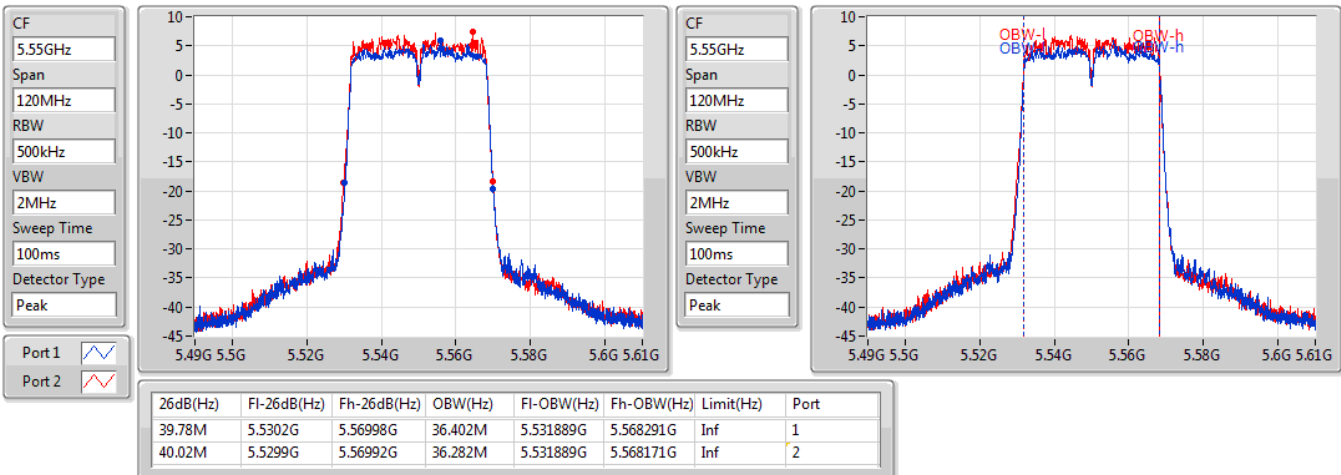 CF
5.55GHz
Span
120MHz
RBW
500kHz
VBW
2MHz
Sweep Time
100ms
Detector Type
Peak
Port 1
Port 2
10
5
0
-5
-10
-15
-20
-25
-30
-35
-40
-45
5.49G 5.5G 5.52G 5.54G 5.56G 5.58G 5.6G 5.61G
CF
5.55GHz
Span
120MHz
RBW
500kHz
VBW
2MHz
Sweep Time
100ms
Detector Type
Peak
10
5
0
-5
-10
-15
-20
-25
-30
-35
-40
-45
OBW-l OBW-h
5.49G 5.5G 5.52G 5.54G 5.56G 5.58G 5.6G 5.61G
26dB(Hz) Fl-26dB(Hz) Fh-26dB(Hz) OBW(Hz) Fl-OBW(Hz) Fh-OBW(Hz) Limit(Hz) Port
39.78M 5.5302G 5.56998G 36.402M 5.531889G 5.568291G Inf 1
40.02M 5.5299G 5.56992G 36.282M 5.531889G 5.568171G Inf 2